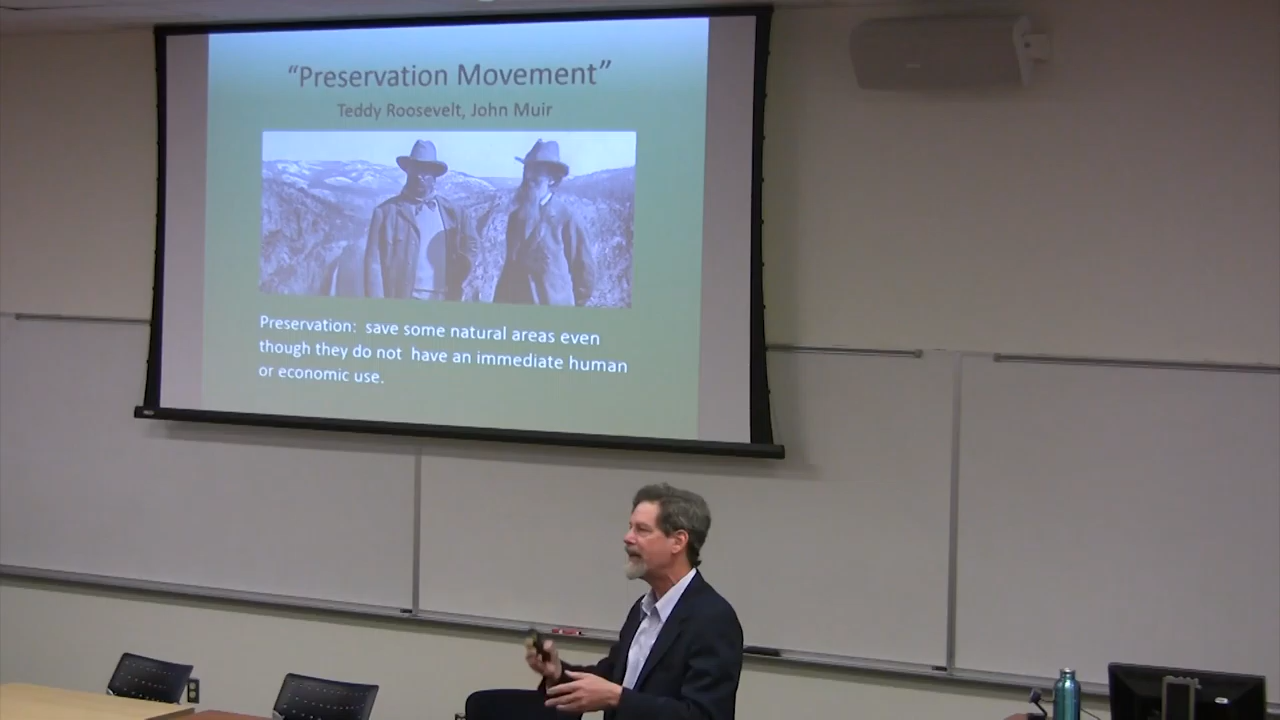 “Preservation Movement”
Teddy Roosevelt, John Muir
Preservation: save some natural areas even
though they do not have an immediate human
or economic use.